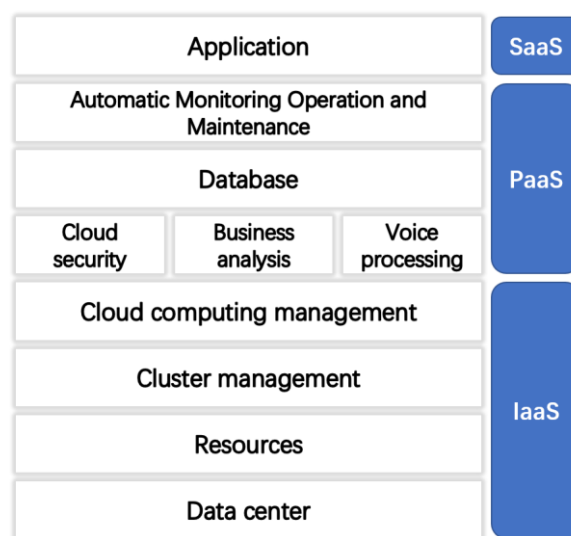 Application
SaaS
Automatic Monitoring Operation and
Maintenance
Database
PaaS
Cloud
security
Business
analysis
Voice
processing
Cloud computing management
Cluster management
IaaS
Resources
Data center